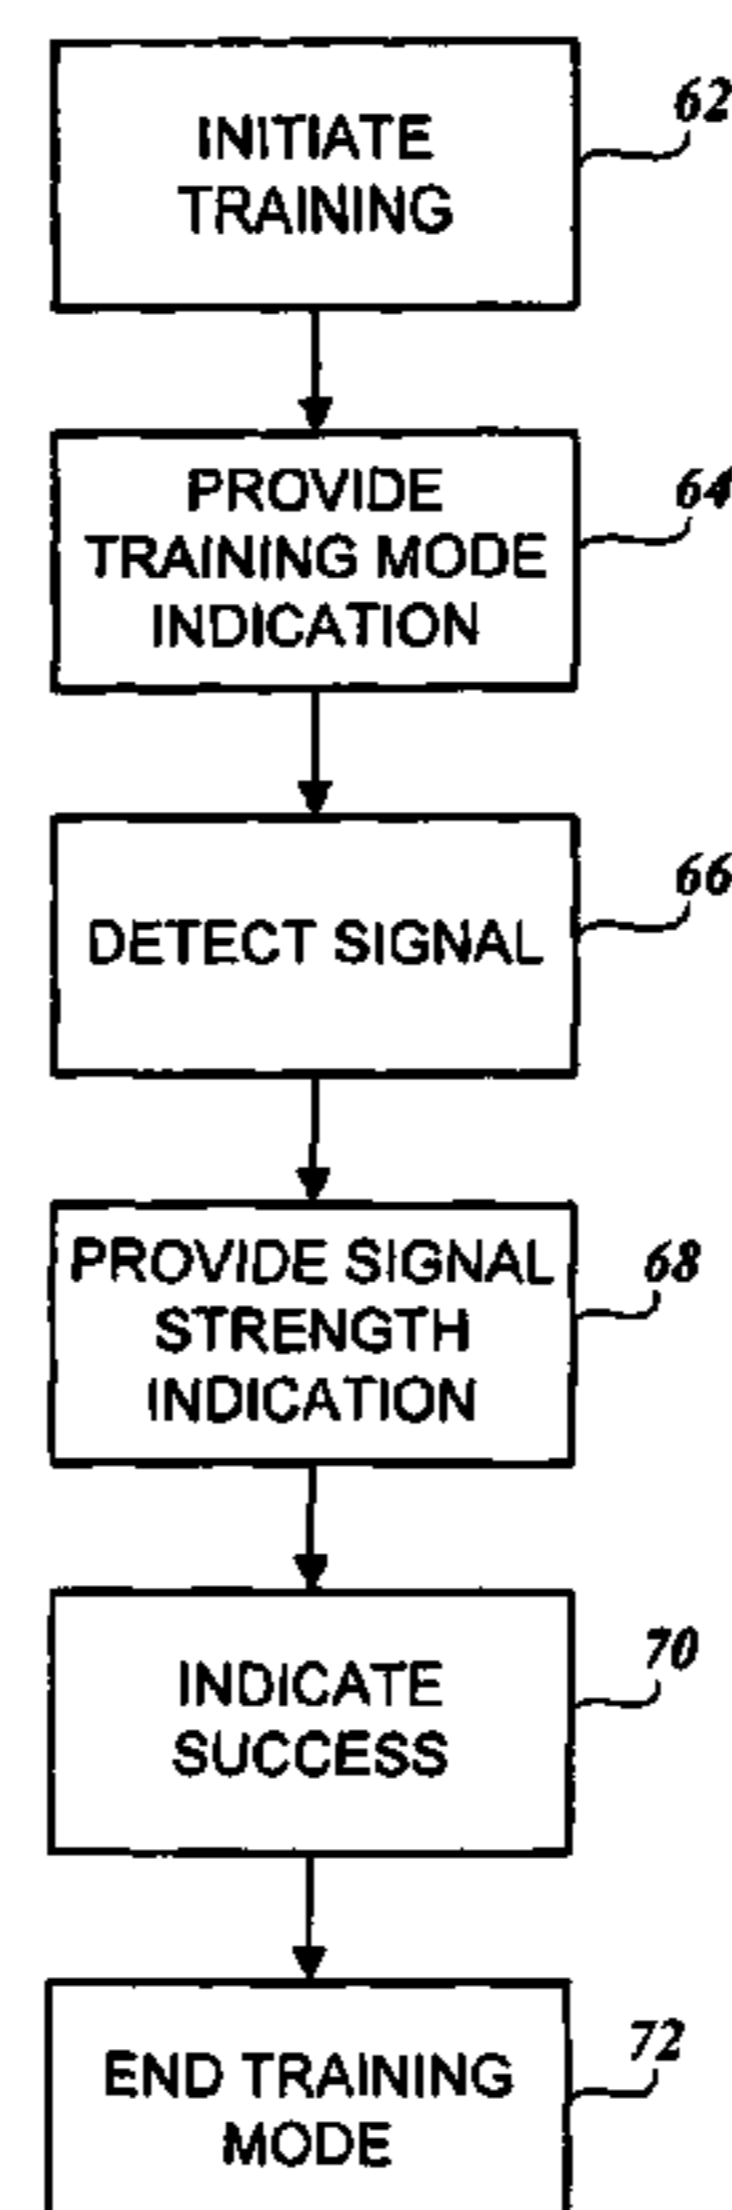 INITIATE
TRAINING
62
PROVIDE
TRAINING MODE
INDICATION
64
DETECT SIGNAL
66
PROVIDE SIGNAL
STRENGTH
INDICATION
68
INDICATE
SUCCESS
70
END TRAINING
MODE
72